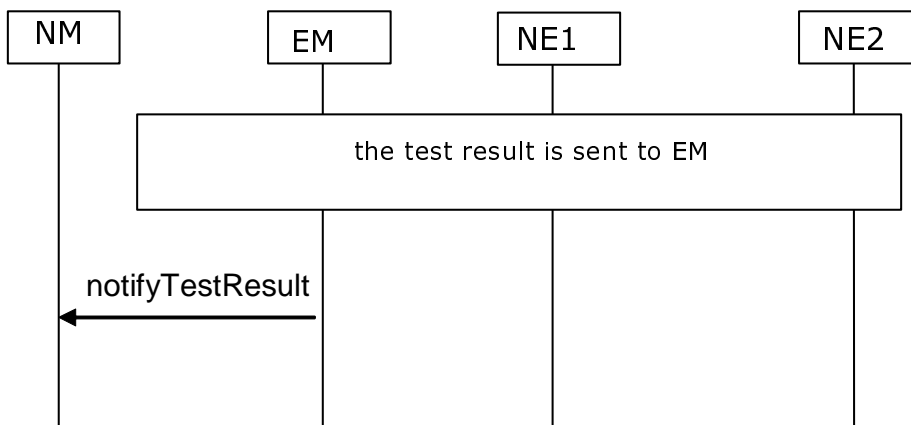 NM
EM
NE1
NE2
the test result is sent to EM
notifyTestResult